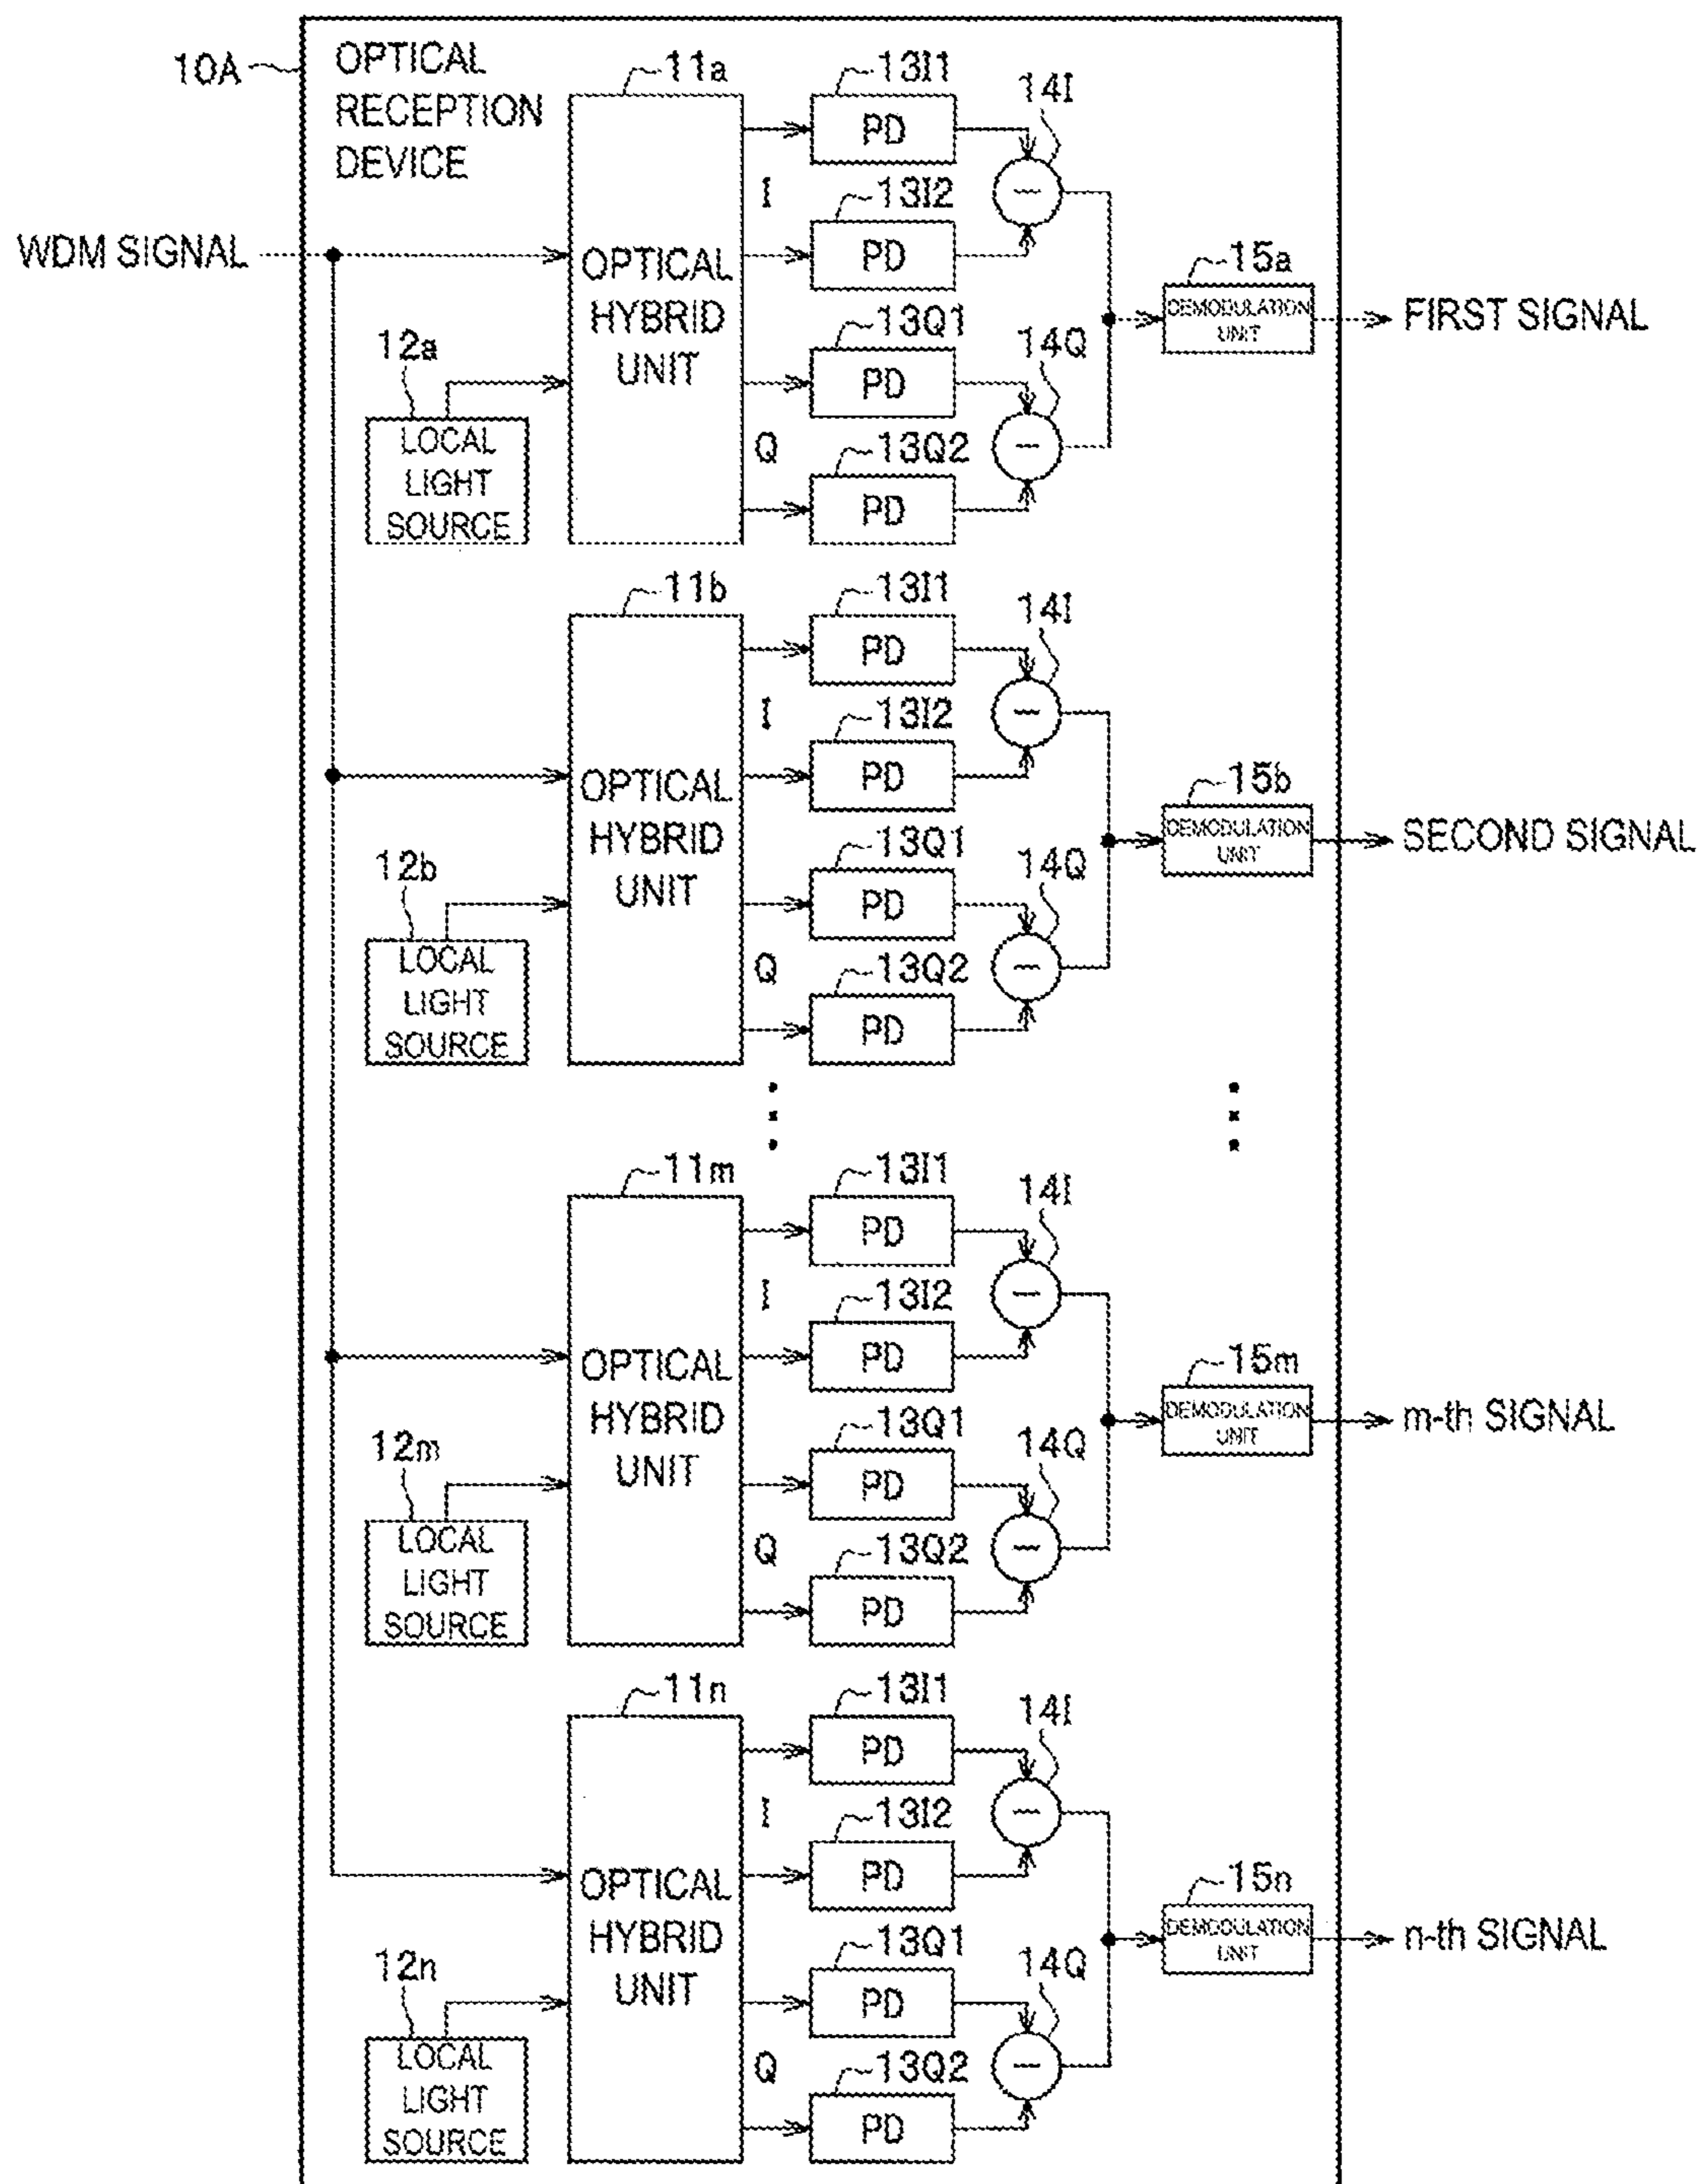 10A
OPTICAL
RECEPTION
DEVICE
WDM SIGNAL
11a
OPTICAL
HYBRID
UNIT
12a
LOCAL
LIGHT
SOURCE
I
Q
13I1
PD
13I2
PD
13Q1
PD
13Q2
PD
14I
−
14Q
−
15a
DEMODULATION
UNIT
FIRST SIGNAL
11b
OPTICAL
HYBRID
UNIT
12b
LOCAL
LIGHT
SOURCE
I
Q
13I1
PD
13I2
PD
13Q1
PD
13Q2
PD
14I
−
14Q
−
15b
DEMODULATION
UNIT
SECOND SIGNAL
11m
OPTICAL
HYBRID
UNIT
12m
LOCAL
LIGHT
SOURCE
I
Q
13I1
PD
13I2
PD
13Q1
PD
13Q2
PD
14I
−
14Q
−
15m
DEMODULATION
UNIT
m-th SIGNAL
11n
OPTICAL
HYBRID
UNIT
12n
LOCAL
LIGHT
SOURCE
I
Q
13I1
PD
13I2
PD
13Q1
PD
13Q2
PD
14I
−
14Q
−
15n
DEMODULATION
UNIT
n-th SIGNAL